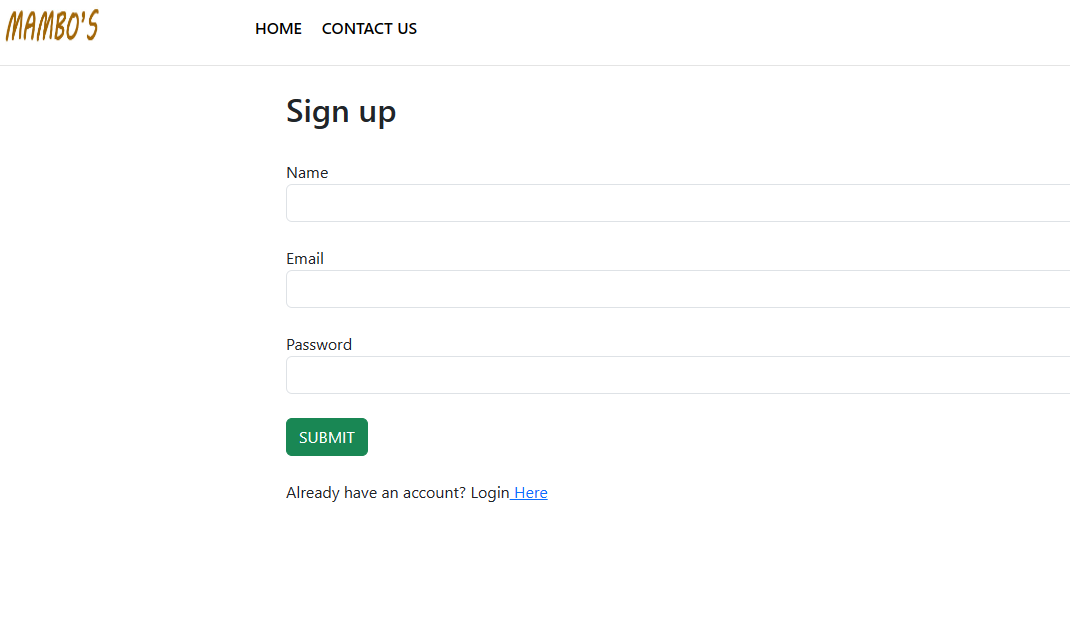 MAMBO'S HOME CONTACT US
Sign up
Name
Email
Password
SUBMIT
Already have an account? Login Here